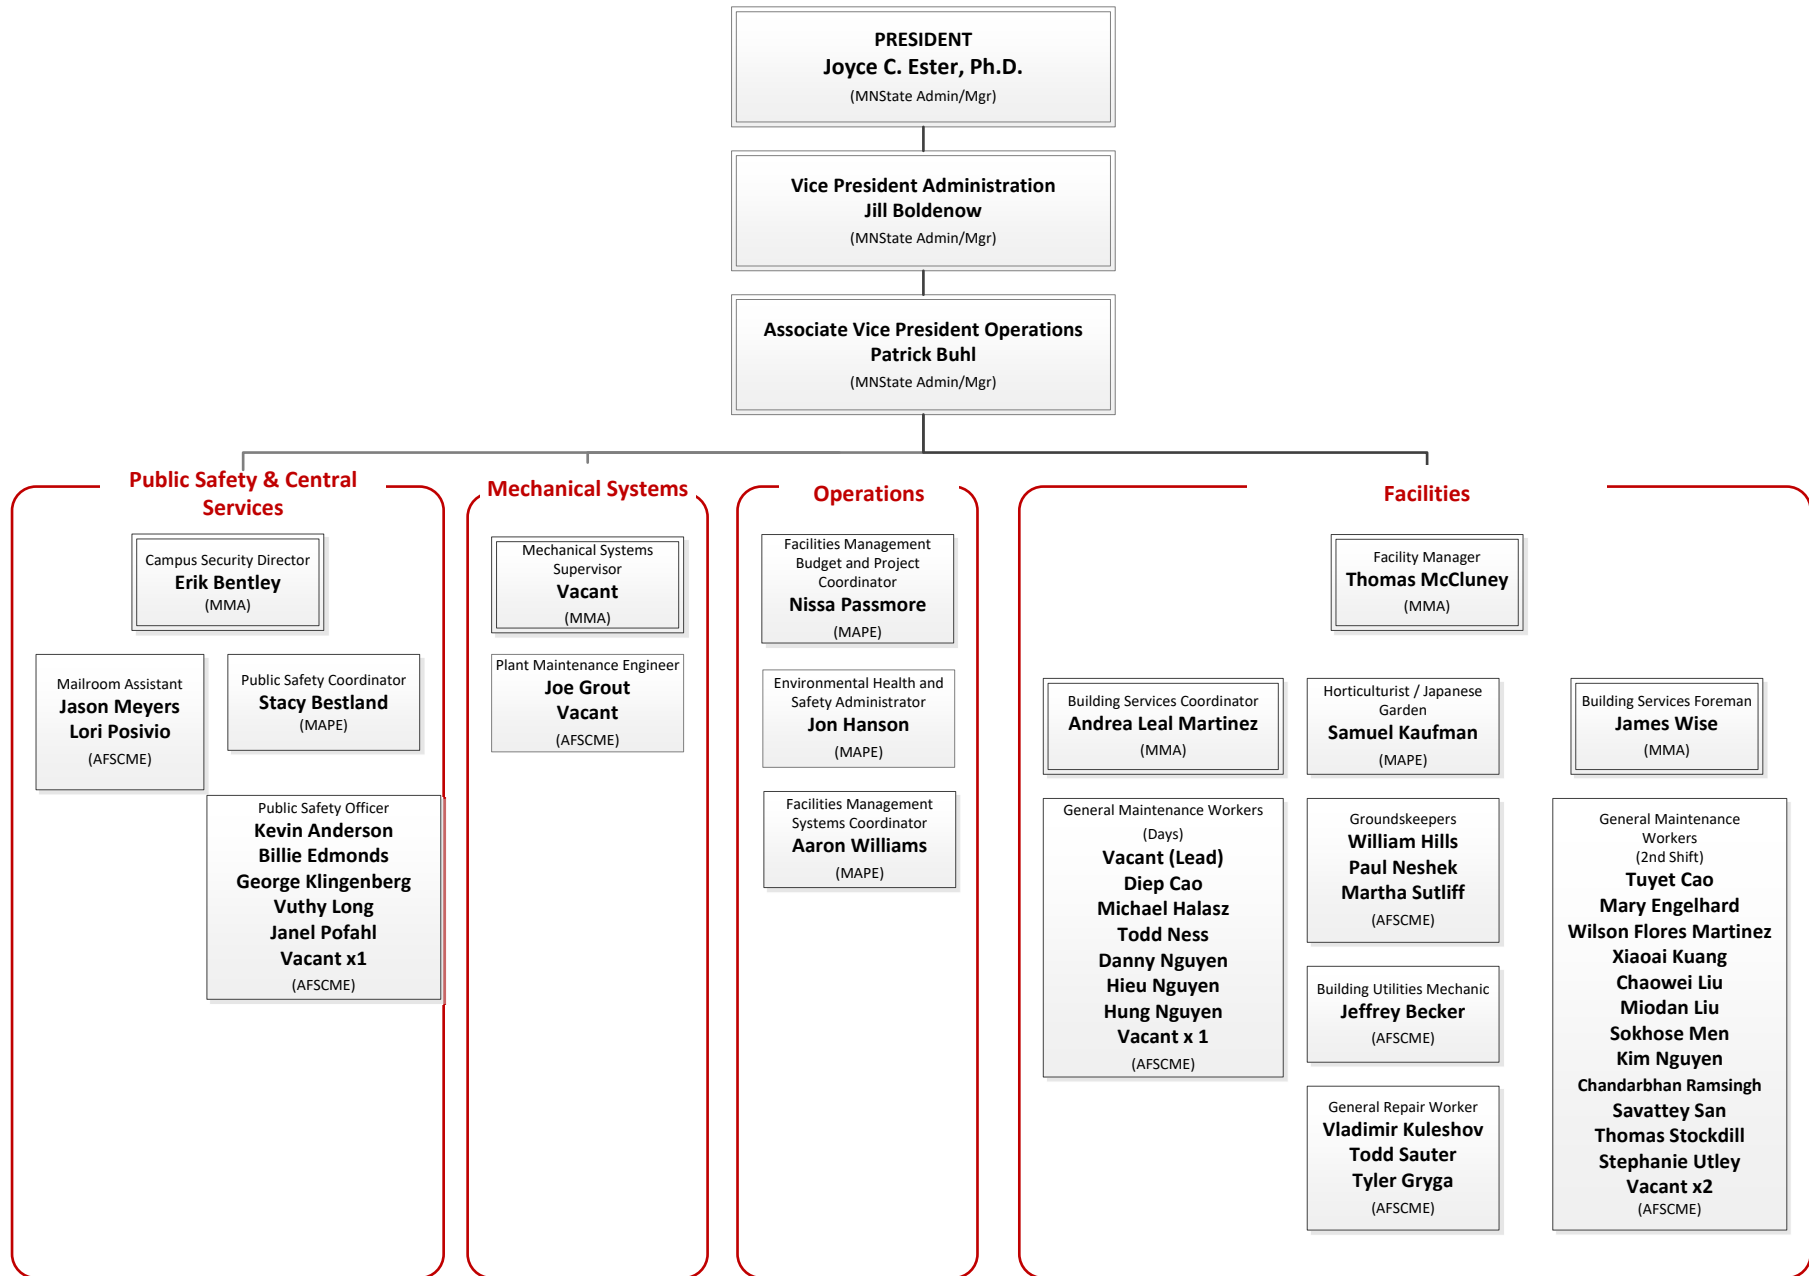 PRESIDENT
Joyce C. Ester, Ph.D.
(MNState Admin/Mgr)
Vice President Administration
Jill Boldenow
(MNState Admin/Mgr)
Associate Vice President Operations
Patrick Buhl
(MNState Admin/Mgr)
Public Safety & Central
Services
Campus Security Director
Erik Bentley
(MMA)
Mailroom Assistant
Jason Meyers
Lori Posivio
(AFSCME)
Public Safety Coordinator
Stacy Bestland
(MAPE)
Public Safety Officer
Kevin Anderson
Billie Edmonds
George Klingenberg
Vuthy Long
Janel Pofahl
Vacant x1
(AFSCME)
Mechanical Systems
Mechanical Systems
Supervisor
Vacant
(MMA)
Plant Maintenance Engineer
Joe Grout
Vacant
(AFSCME)
Operations
Facilities Management
Budget and Project
Coordinator
Nissa Passmore
(MAPE)
Environmental Health and
Safety Administrator
Jon Hanson
(MAPE)
Facilities Management
Systems Coordinator
Aaron Williams
(MAPE)
Facilities
Facility Manager
Thomas McCluney
(MMA)
Building Services Coordinator
Andrea Leal Martinez
(MMA)
General Maintenance Workers
(Days)
Vacant (Lead)
Diep Cao
Michael Halasz
Todd Ness
Danny Nguyen
Hieu Nguyen
Hung Nguyen
Vacant x 1
(AFSCME)
Horticulturist / Japanese
Garden
Samuel Kaufman
(MAPE)
Groundskeepers
William Hills
Paul Neshek
Martha Sutliff
(AFSCME)
Building Utilities Mechanic
Jeffrey Becker
(AFSCME)
General Repair Worker
Vladimir Kuleshov
Todd Sauter
Tyler Gryga
(AFSCME)
Building Services Foreman
James Wise
(MMA)
General Maintenance
Workers
(2nd Shift)
Tuyet Cao
Mary Engelhard
Wilson Flores Martinez
Xiaoai Kuang
Chaowei Liu
Miodan Liu
Sokhose Men
Kim Nguyen
Chandarbhan Ramsingh
Savattey San
Thomas Stockdill
Stephanie Utley
Vacant x2
(AFSCME)